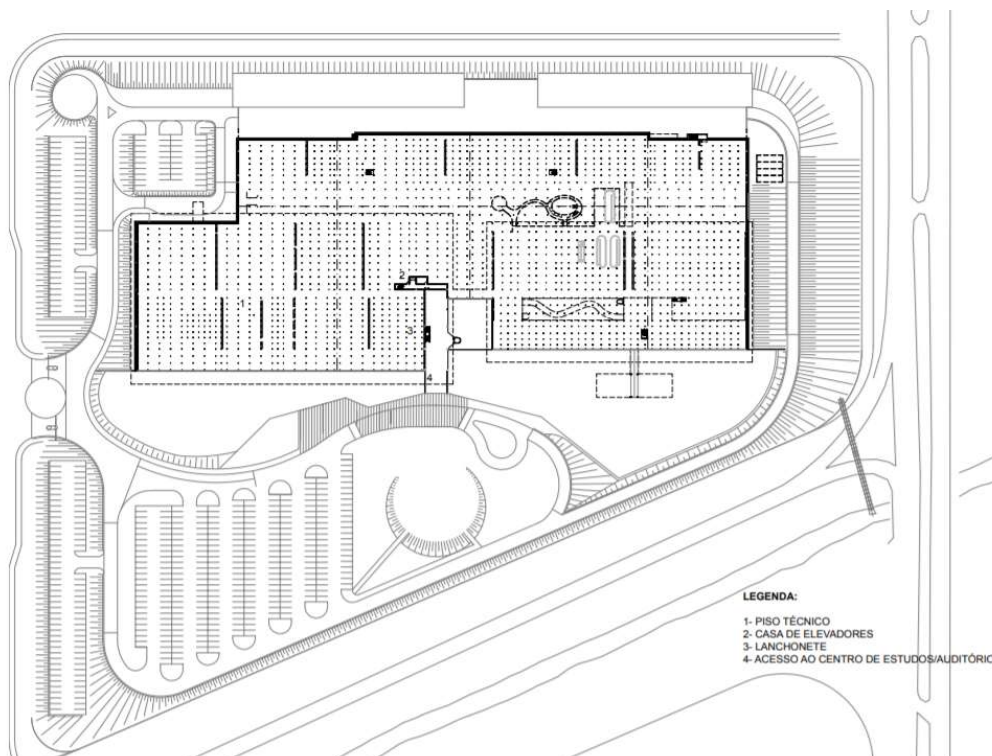 2
1
3
4
LEGENDA:
1- PISO TÉCNICO
2- CASA DE ELEVADORES
3- LANCHONETE
4- ACESSO AO CENTRO DE ESTUDOS/AUDITÓRIO